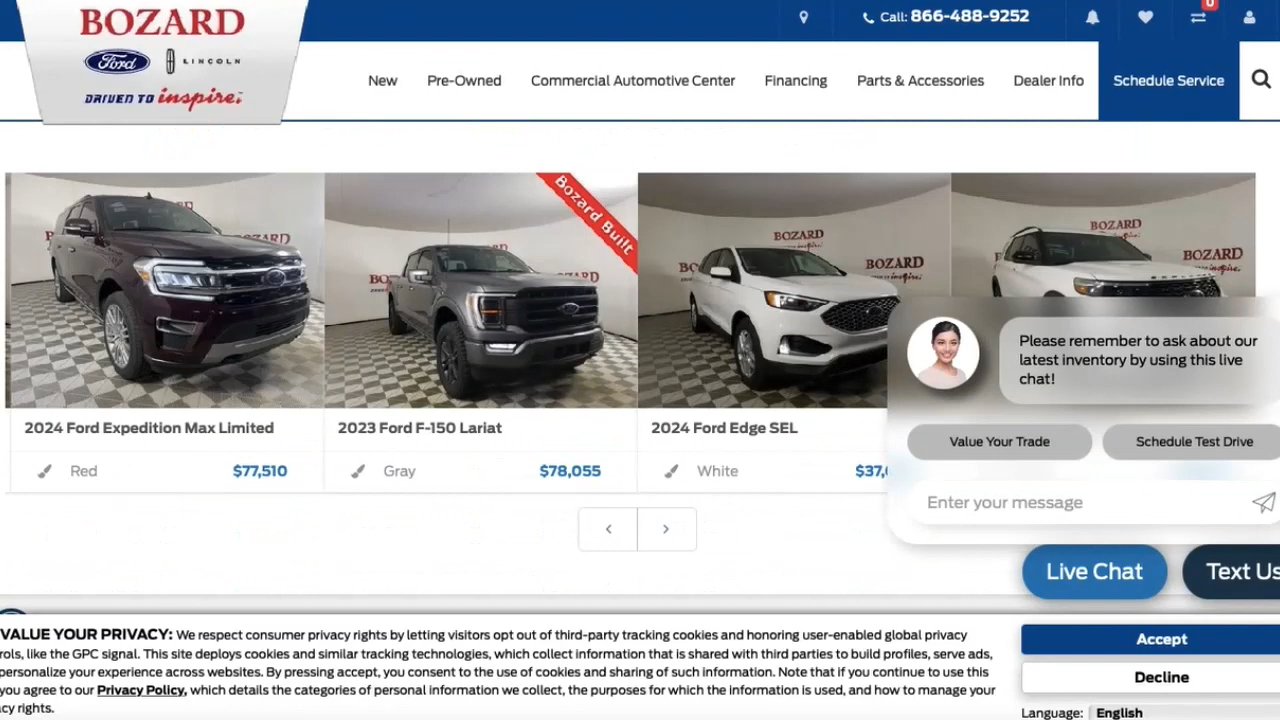 BOZARD
Ford LINCOLN
DRIVEN TO inspire.
Call: 866-488-9252
0
New Pre-Owned Commercial Automotive Center Financing Parts & Accessories Dealer Info Schedule Service
Bozard Built
BOZARD
BOZARD
BOZARD
BOZARD
2024 Ford Expedition Max Limited
Red $77,510
2023 Ford F-150 Lariat
Gray $78,055
2024 Ford Edge SEL
White $37,
Please remember to ask about our
latest inventory by using this live
chat!
Value Your Trade Schedule Test Drive
Enter your message
Live Chat Text Us
VALUE YOUR PRIVACY: We respect consumer privacy rights by letting visitors opt out of third-party tracking cookies and honoring user-enabled global privacy
rols, like the GPC signal. This site deploys cookies and similar tracking technologies, which collect information that is shared with third parties to build profiles, serve ads,
personalize your experience across websites. By pressing accept, you consent to the use of cookies and sharing of such information. Note that if you continue to use this
you agree to our Privacy Policy, which details the categories of personal information we collect, the purposes for which the information is used, and how to manage your
cy rights.
Accept
Decline
Language: English